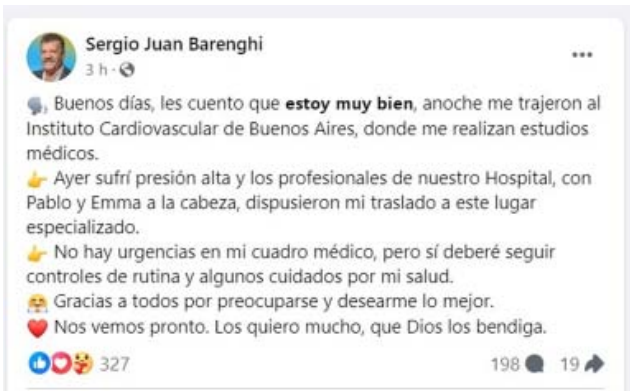 Sergio Juan Barenghi
3 h ·
🗣️ Buenos días, les cuento que estoy muy bien, anoche me trajeron al
Instituto Cardiovascular de Buenos Aires, donde me realizan estudios
médicos.
👉 Ayer sufrí presión alta y los profesionales de nuestro Hospital, con
Pablo y Emma a la cabeza, dispusieron mi traslado a este lugar
especializado.
👉 No hay urgencias en mi cuadro médico, pero sí deberé seguir
controles de rutina y algunos cuidados por mi salud.
🤗 Gracias a todos por preocuparse y desearme lo mejor.
❤️ Nos vemos pronto. Los quiero mucho, que Dios los bendiga.
327 198 19